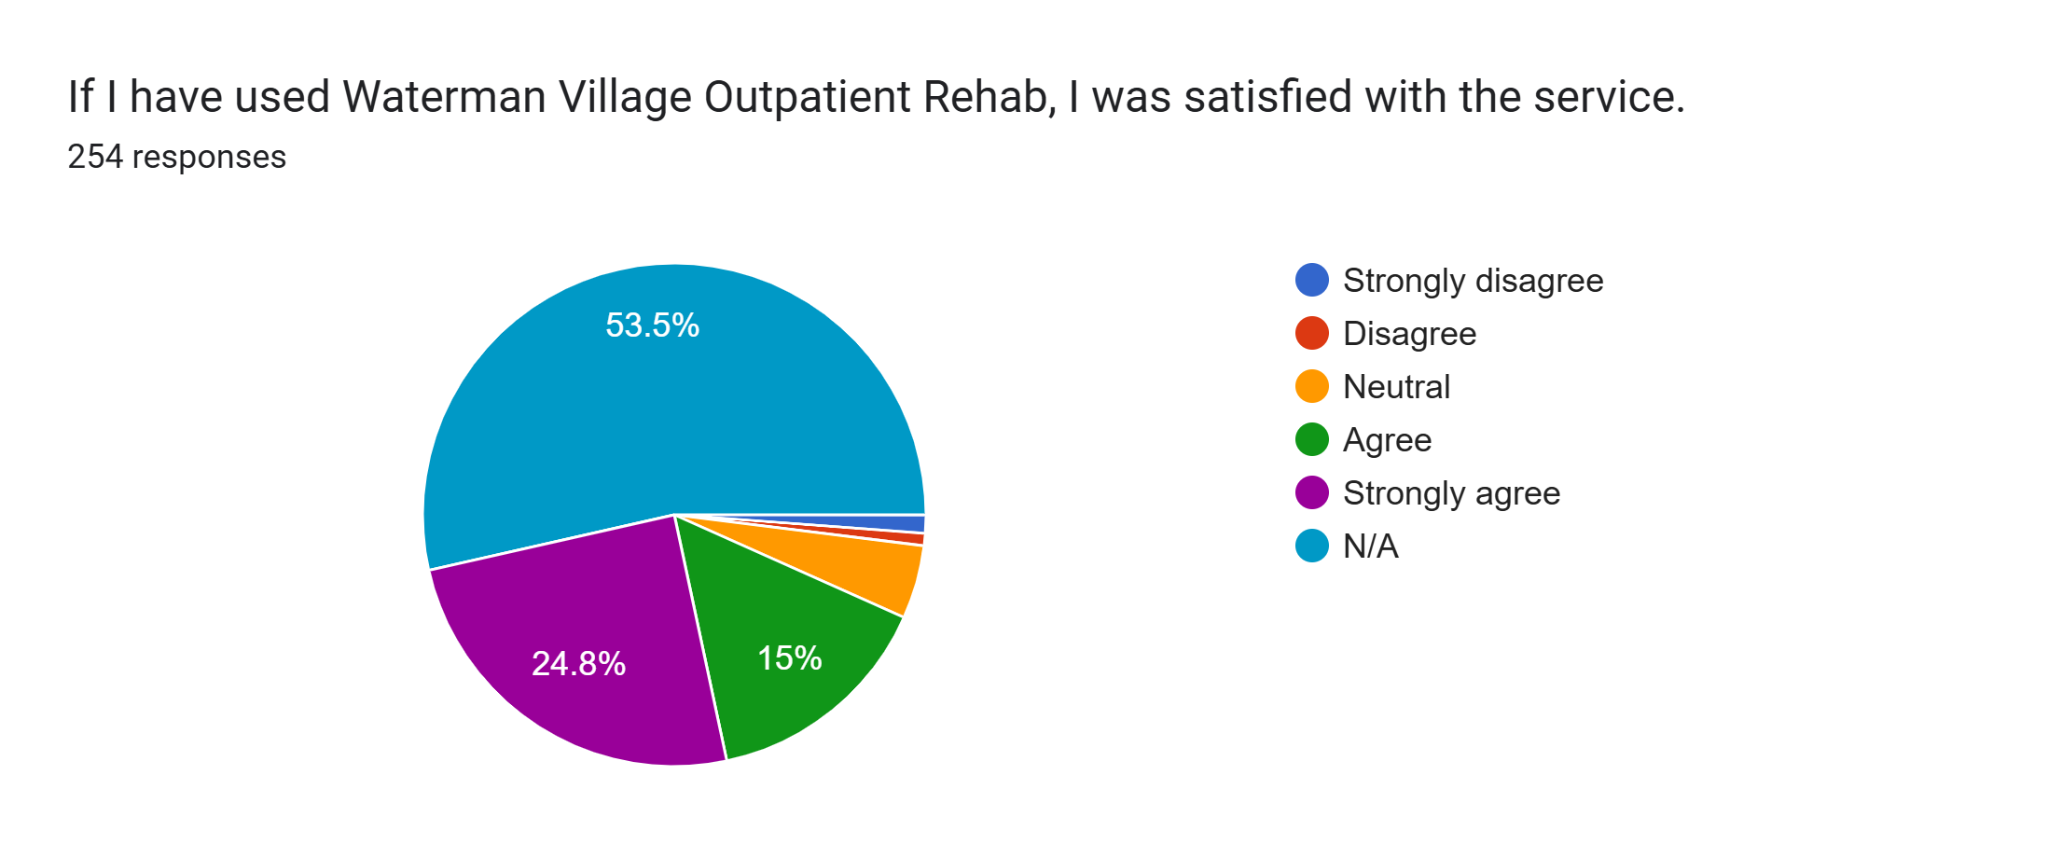 If I have used Waterman Village Outpatient Rehab, I was satisfied with the service.
254 responses
53.5%
24.8%
15%
Strongly disagree
Disagree
Neutral
Agree
Strongly agree
N/A